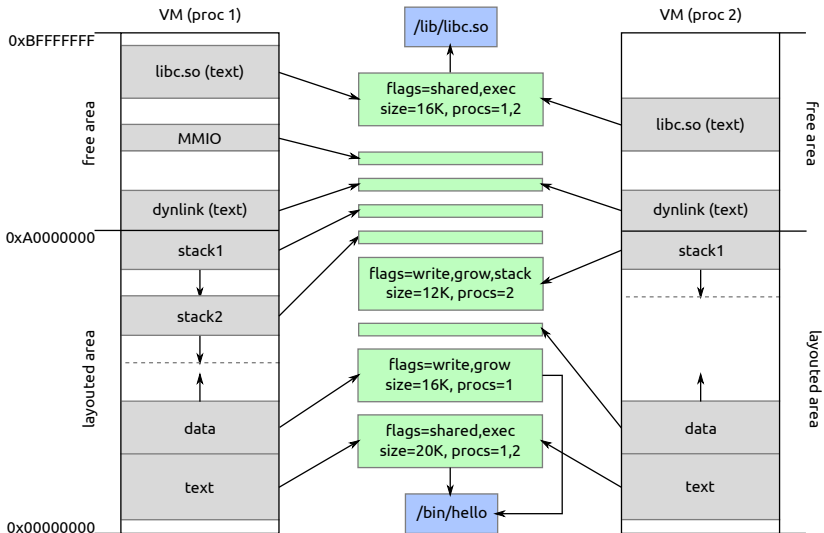 VM (proc 1)
VM (proc 2)
0xBFFFFFFF
/lib/libc.so
libc.so (text)
flags=shared,exec
size=16K, procs=1,2
libc.so (text)
MMIO
free area
free area
dynlink (text)
dynlink (text)
0xA0000000
stack1
stack1
flags=write,grow,stack
size=12K, procs=2
stack2
layouted area
layouted area
flags=write,grow
size=16K, procs=1
data
data
flags=shared,exec
size=20K, procs=1,2
text
text
/bin/hello
0x00000000